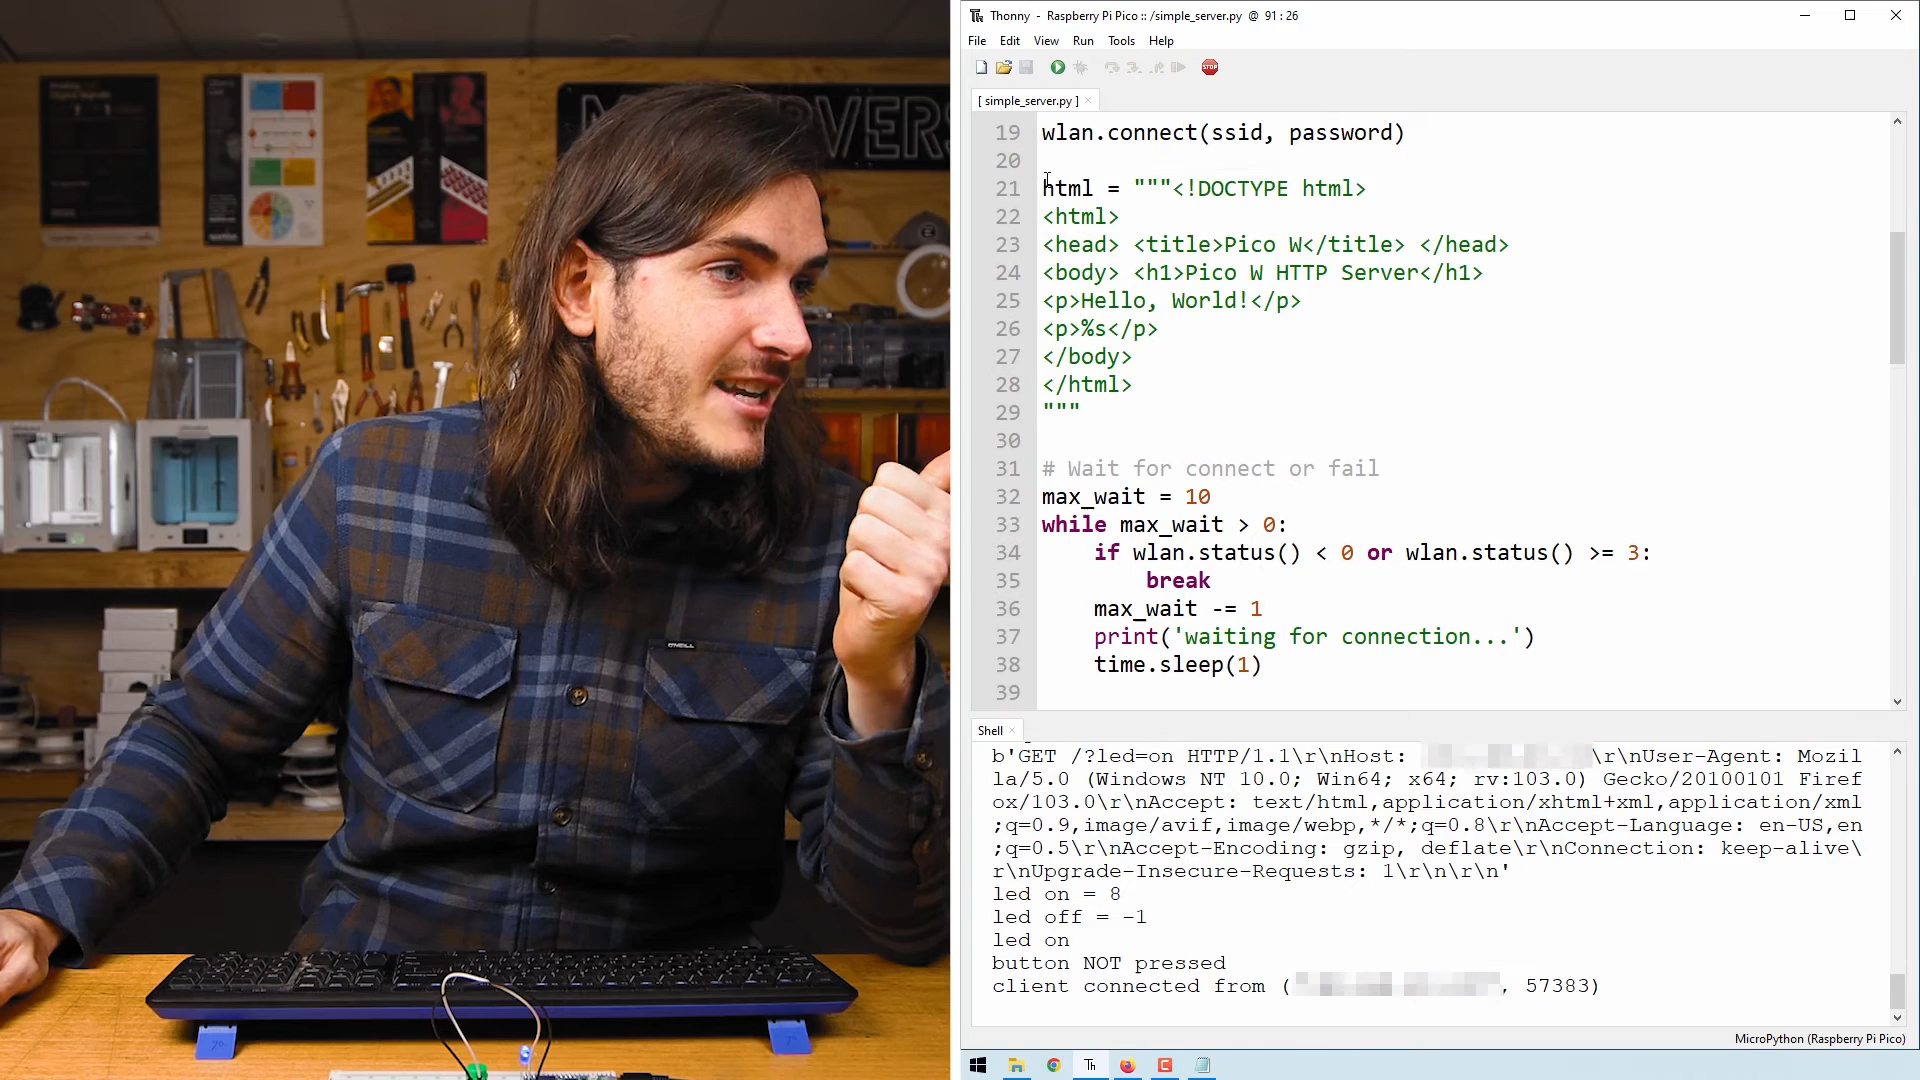 Thonny - Raspberry Pi Pico :: /simple_server.py @ 91 : 26
File Edit View Run Tools Help
STOP
[ simple_server.py ] ×
19 wlan.connect(ssid, password)
20
21 html = """<!DOCTYPE html>
22 <html>
23 <head> <title>Pico W</title> </head>
24 <body> <h1>Pico W HTTP Server</h1>
25 <p>Hello, World!</p>
26 <p>%s</p>
27 </body>
28 </html>
29 """
30
31 # Wait for connect or fail
32 max_wait = 10
33 while max_wait > 0:
34 if wlan.status() < 0 or wlan.status() >= 3:
35 break
36 max_wait -= 1
37 print('waiting for connection...')
38 time.sleep(1)
39
Shell ×
b'GET /?led=on HTTP/1.1\r\nHost: \r\nUser-Agent: Mozil
la/5.0 (Windows NT 10.0; Win64; x64; rv:103.0) Gecko/20100101 Firef
ox/103.0\r\nAccept: text/html,application/xhtml+xml,application/xml
;q=0.9,image/avif,image/webp,*/*;q=0.8\r\nAccept-Language: en-US,en
;q=0.5\r\nAccept-Encoding: gzip, deflate\r\nConnection: keep-alive\
r\nUpgrade-Insecure-Requests: 1\r\n\r\n'
led on = 8
led off = -1
led on
button NOT pressed
client connected from ( , 57383)
MicroPython (Raspberry Pi Pico)
Th
O'NEILL